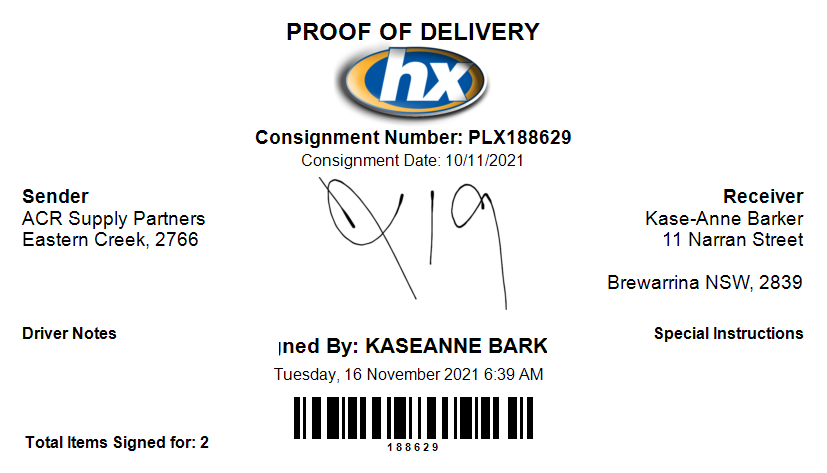 PROOF OF DELIVERY
hx
Consignment Number: PLX188629
Consignment Date: 10/11/2021
Sender
ACR Supply Partners
Eastern Creek, 2766
Receiver
Kase-Anne Barker
11 Narran Street
Brewarrina NSW, 2839
Driver Notes
Special Instructions
ned By: KASEANNE BARK
Tuesday, 16 November 2021 6:39 AM
188629
Total Items Signed for: 2